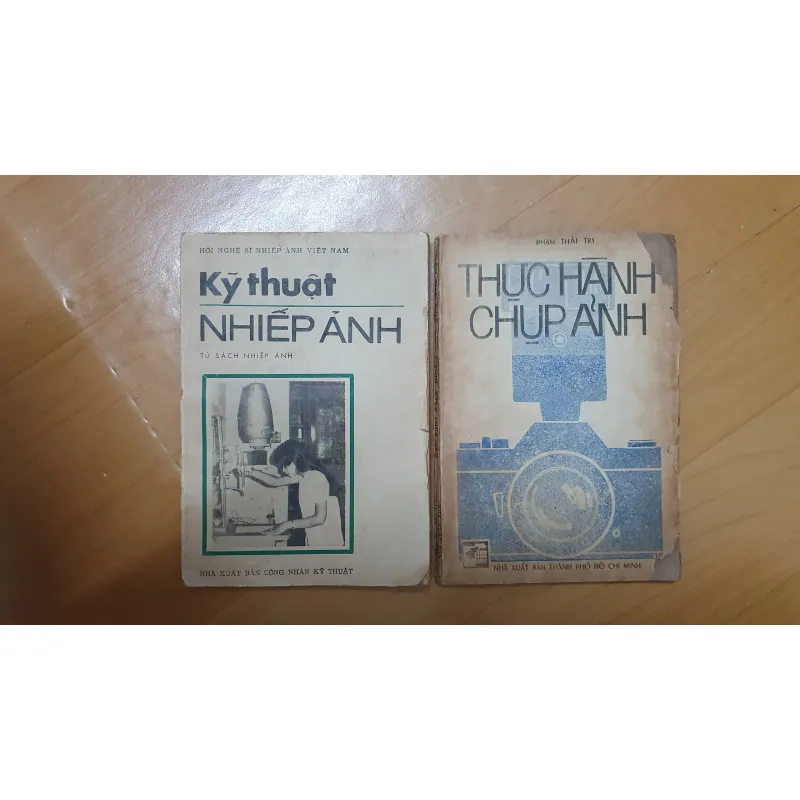 HỘI NGHỆ SĨ NHIẾP ẢNH VIỆT NAM
Kỹ thuật
NHIẾP ẢNH
TỦ SÁCH NHIẾP ẢNH
NHÀ XUẤT BẢN CÔNG NHÂN KỸ THUẬT
PHẠM THÁI TRI
THỰC HÀNH
CHỤP ẢNH
NHÀ XUẤT BẢN THÀNH PHỐ HỒ CHÍ MINH